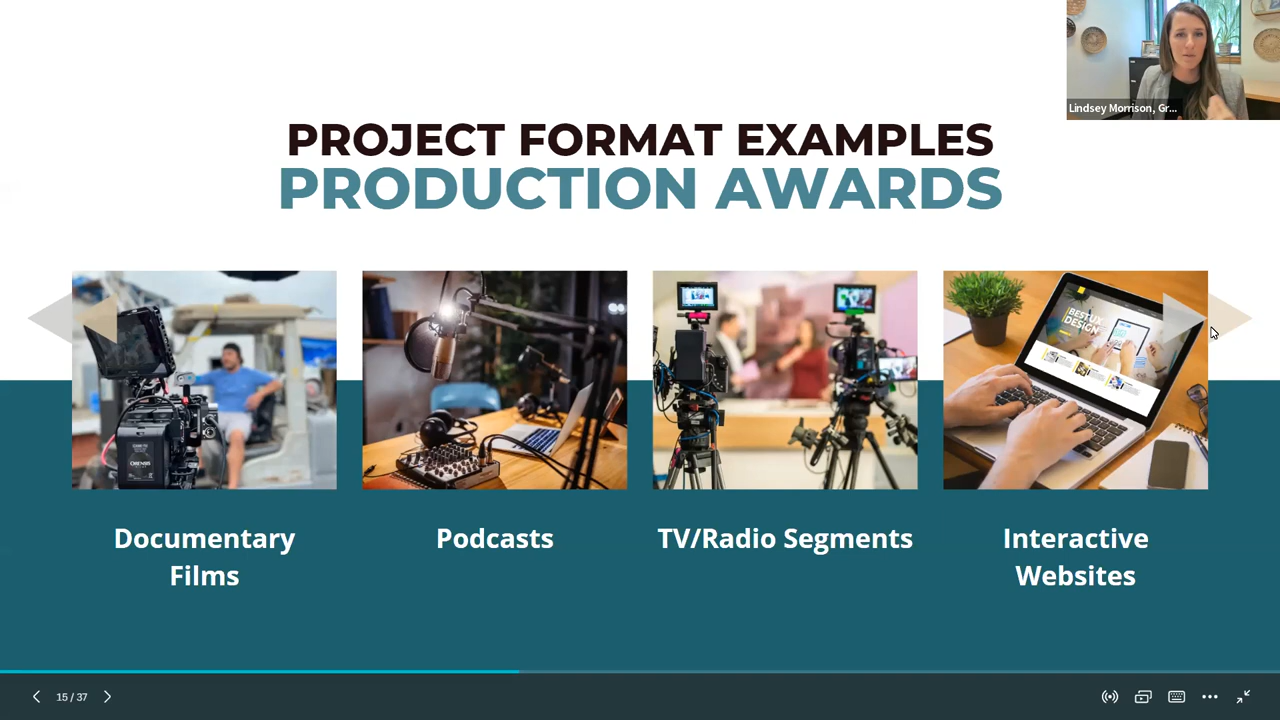 Lindsey Morrison, Gr...
PROJECT FORMAT EXAMPLES
PRODUCTION AWARDS
Documentary
Films
Podcasts
TV/Radio Segments
Interactive
Websites
15 / 37